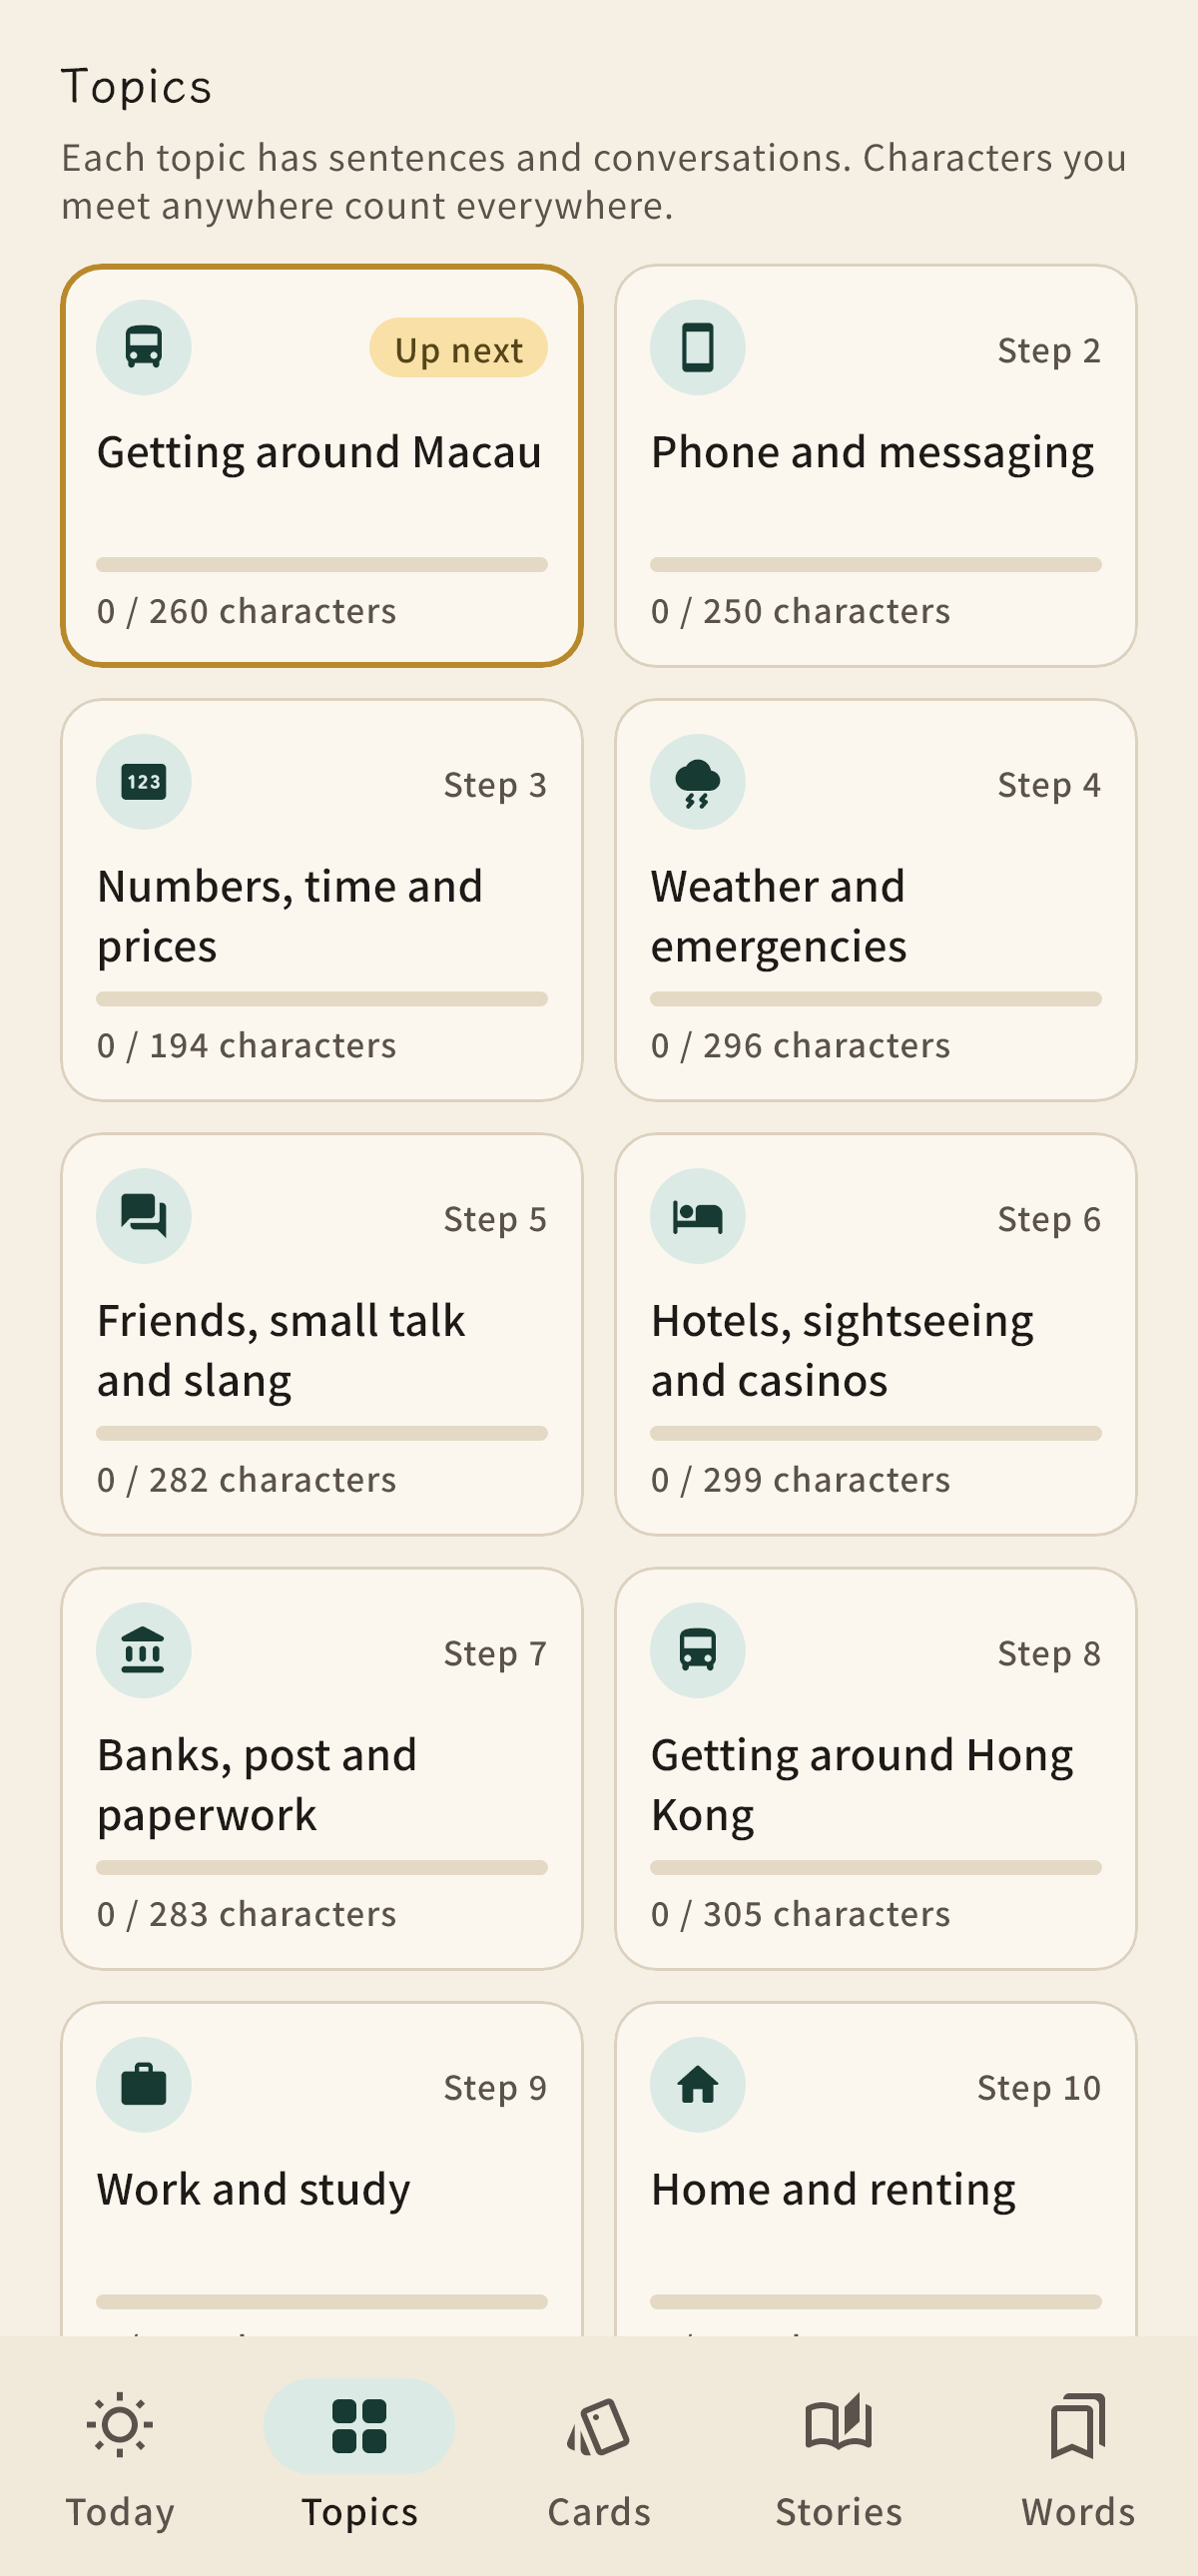 Topics
Each topic has sentences and conversations. Characters you
meet anywhere count everywhere.
Up next
Getting around Macau
0 / 260 characters
Step 2
Phone and messaging
0 / 250 characters
123
Step 3
Numbers, time and
prices
0 / 194 characters
Step 4
Weather and
emergencies
0 / 296 characters
Step 5
Friends, small talk
and slang
0 / 282 characters
Step 6
Hotels, sightseeing
and casinos
0 / 299 characters
Step 7
Banks, post and
paperwork
0 / 283 characters
Step 8
Getting around Hong
Kong
0 / 305 characters
Step 9
Work and study
Step 10
Home and renting
Today
Topics
Cards
Stories
Words